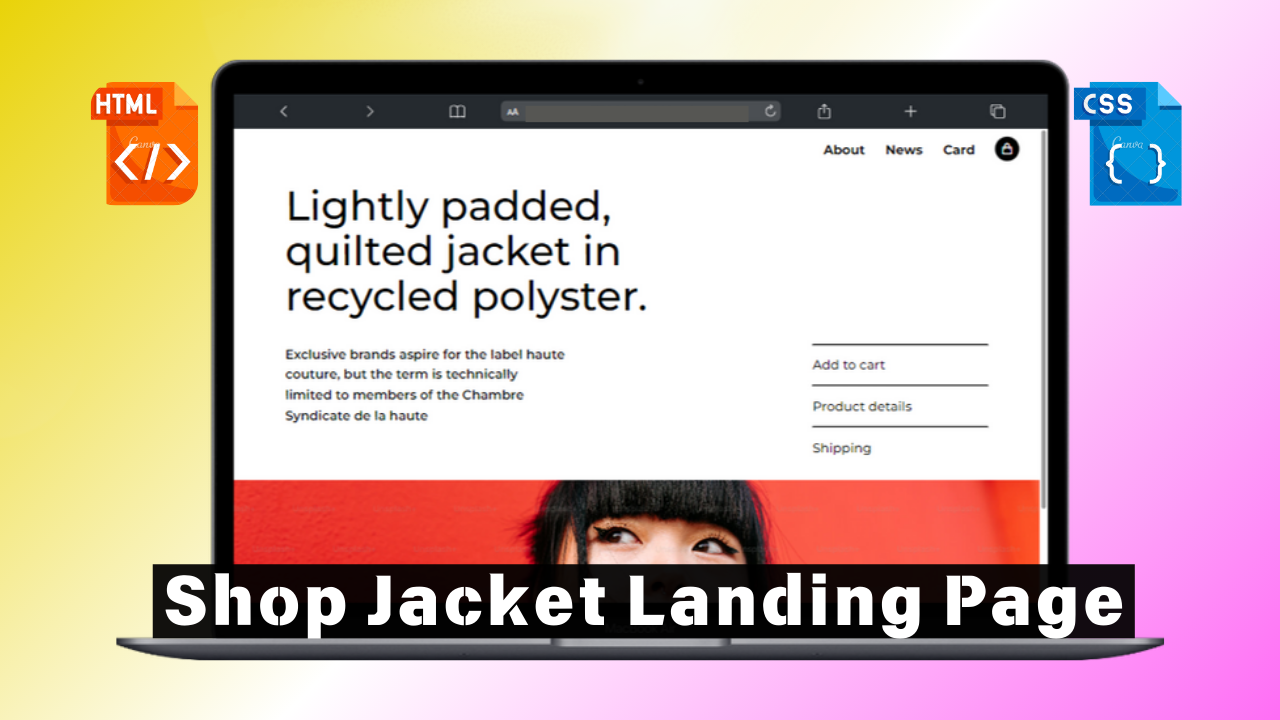 HTML
Canva
</>
CSS
Canva
{ }
AA
About News Card
Lightly padded,
quilted jacket in
recycled polyster.
Exclusive brands aspire for the label haute
couture, but the term is technically
limited to members of the Chambre
Syndicate de la haute
Add to cart
Product details
Shipping
Shop Jacket Landing Page